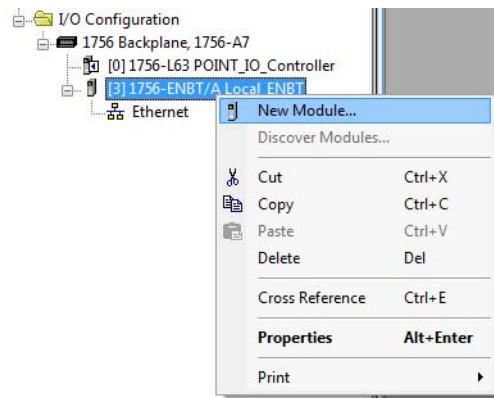 I/O Configuration
1756 Backplane, 1756-A7
[0] 1756-L63 POINT_IO_Controller
[3] 1756-ENBT/A Local_ENBT
Ethernet
New Module...
Discover Modules...
Cut Ctrl+X
Copy Ctrl+C
Paste Ctrl+V
Delete Del
Cross Reference Ctrl+E
Properties Alt+Enter
Print